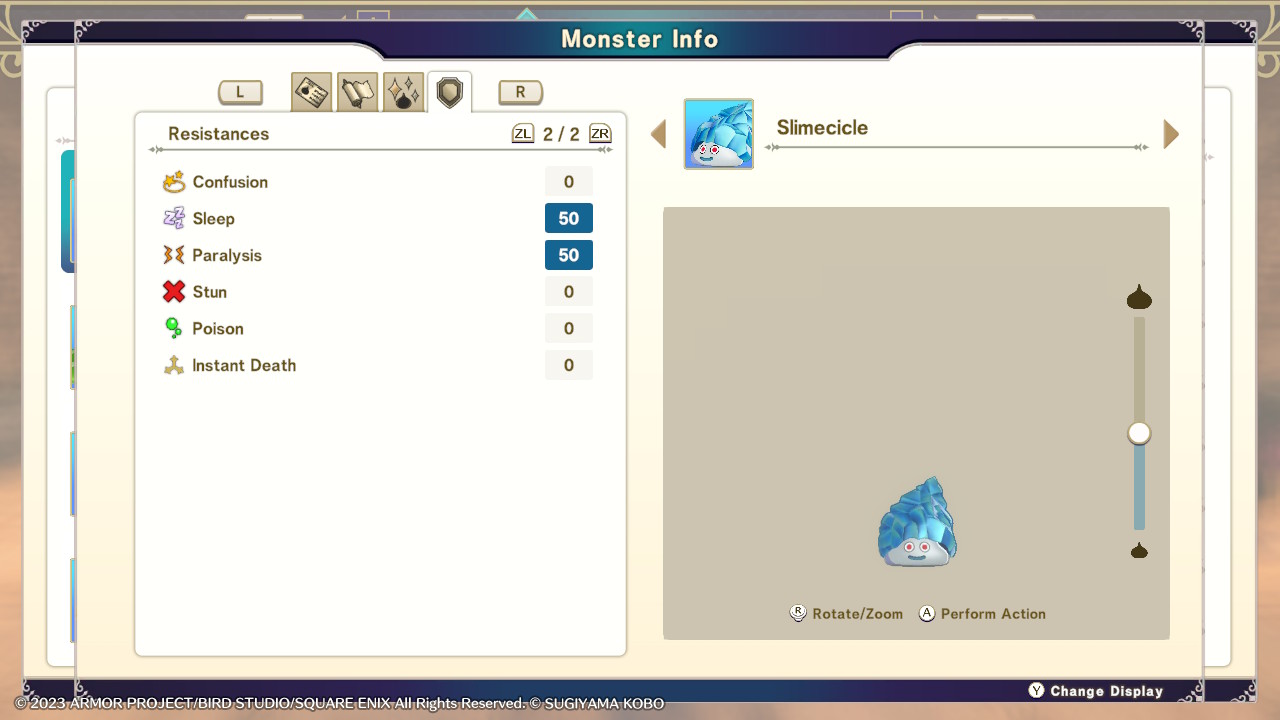 Monster Info
L
R
Resistances
ZL 2 / 2 ZR
Confusion 0
Sleep 50
Paralysis 50
Stun 0
Poison 0
Instant Death 0
Slimecicle
R Rotate/Zoom A Perform Action
Y Change Display
© 2023 ARMOR PROJECT/BIRD STUDIO/SQUARE ENIX All Rights Reserved. © SUGIYAMA KOBO